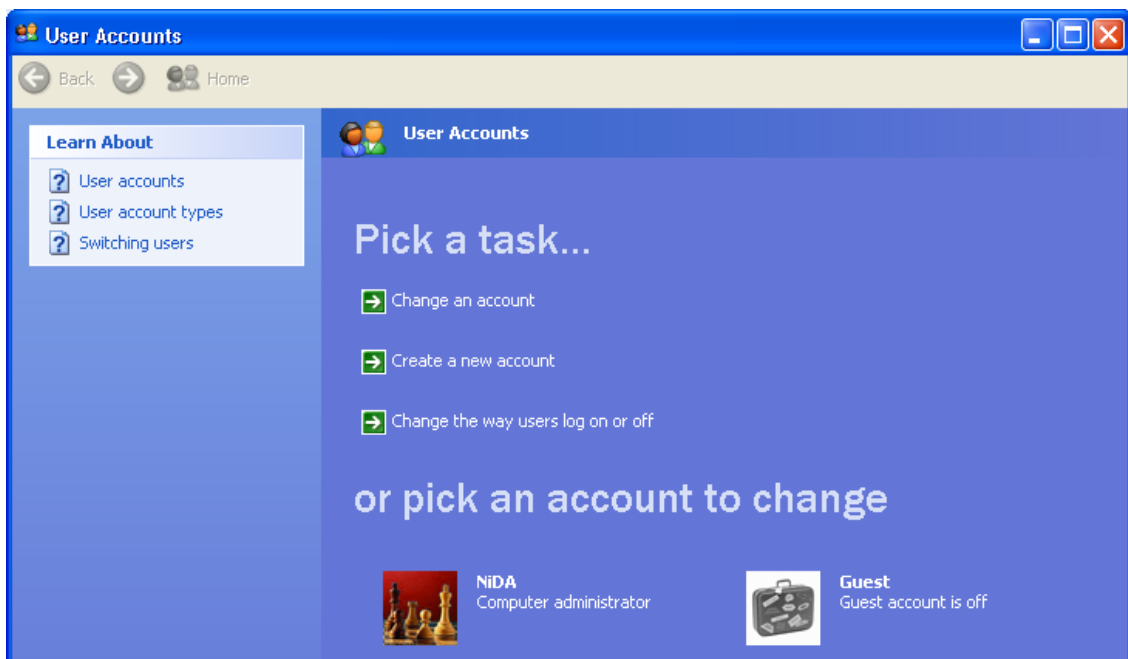 User Accounts
Back
Home
Learn About
User accounts
User account types
Switching users
User Accounts
Pick a task...
Change an account
Create a new account
Change the way users log on or off
or pick an account to change
NiDA
Computer administrator
Guest
Guest account is off